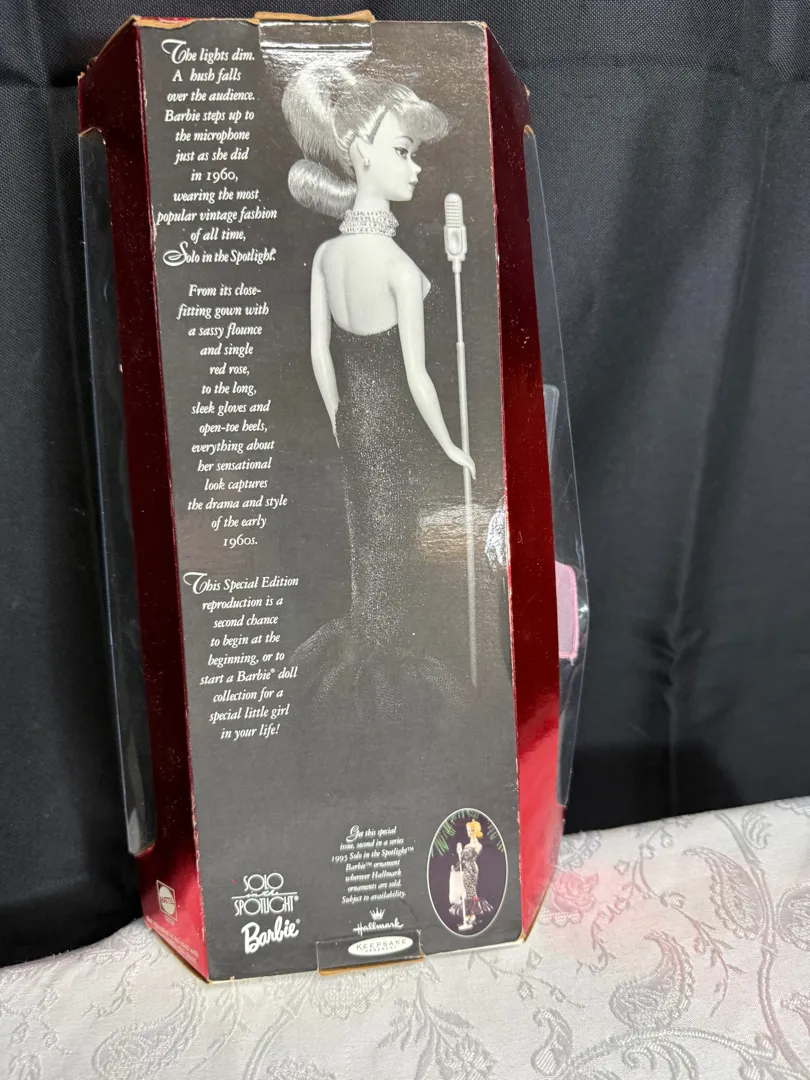 The lights dim.
A hush falls
over the audience.
Barbie steps up to
the microphone
just as she did
in 1960,
wearing the most
popular vintage fashion
of all time,
Solo in the Spotlight®.
From its close-
fitting gown with
a sassy flounce
and single
red rose,
to the long,
sleek gloves and
open-toe heels,
everything about
her sensational
look captures
the drama and style
of the early
1960s.
This Special Edition
reproduction is a
second chance
to begin at the
beginning, or to
start a Barbie® doll
collection for a
special little girl
in your life!
Get this special
issue, second in a series
1995 Solo in the Spotlight™
Barbie™ ornament
wherever Hallmark
ornaments are sold.
Subject to availability.
Hallmark
KEEPSAKE
ORNAMENT
SOLO
in the
SPOTLIGHT®
Barbie®
MATTEL